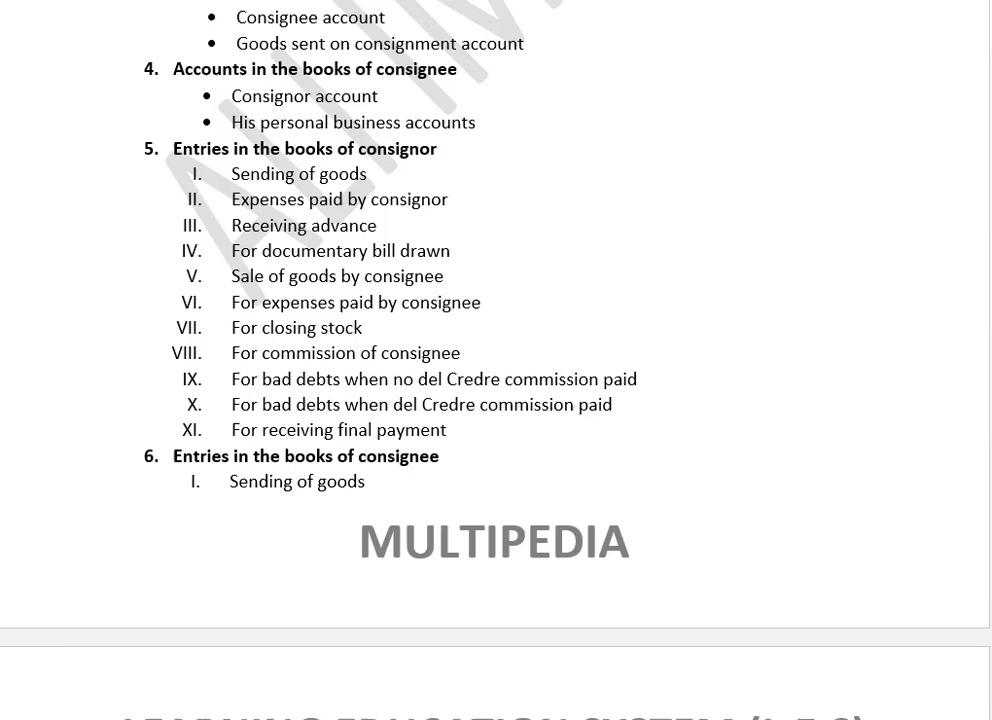 • Consignee account
• Goods sent on consignment account
4. Accounts in the books of consignee
• Consignor account
• His personal business accounts
5. Entries in the books of consignor
I. Sending of goods
II. Expenses paid by consignor
III. Receiving advance
IV. For documentary bill drawn
V. Sale of goods by consignee
VI. For expenses paid by consignee
VII. For closing stock
VIII. For commission of consignee
IX. For bad debts when no del Credre commission paid
X. For bad debts when del Credre commission paid
XI. For receiving final payment
6. Entries in the books of consignee
I. Sending of goods
MULTIPEDIA
LEARNING EDUCATION SYSTEM